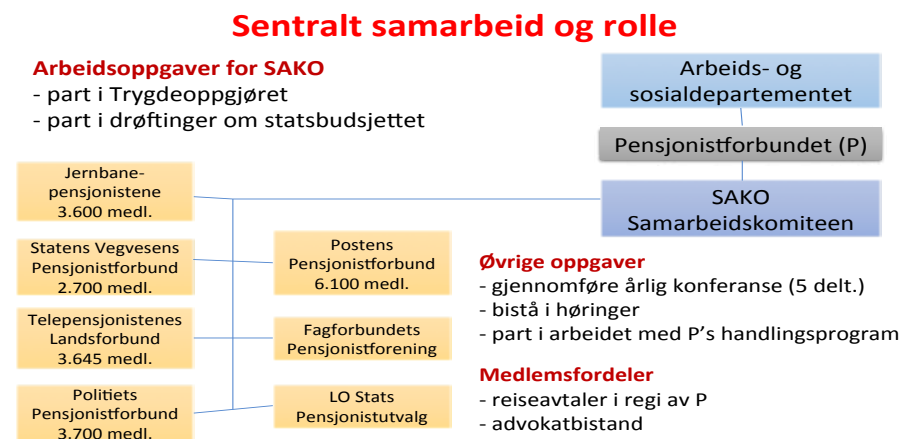 Sentralt samarbeid og rolle
Arbeidsoppgaver for SAKO
- part i Trygdeoppgjøret
- part i drøftinger om statsbudsjettet
Arbeids- og
sosialdepartementet
Pensjonistforbundet (P)
SAKO
Samarbeidskomiteen
Jernbane-
pensjonistene
3.600 medl.
Statens Vegvesens
Pensjonistforbund
2.700 medl.
Telepensjonistenes
Landsforbund
3.645 medl.
Politiets
Pensjonistforbund
3.700 medl.
Postens
Pensjonistforbund
6.100 medl.
Fagforbundets
Pensjonistforening
LO Stats
Pensjonistutvalg
Øvrige oppgaver
- gjennomføre årlig konferanse (5 delt.)
- bistå i høringer
- part i arbeidet med P's handlingsprogram
Medlemsfordeler
- reiseavtaler i regi av P
- advokatbistand